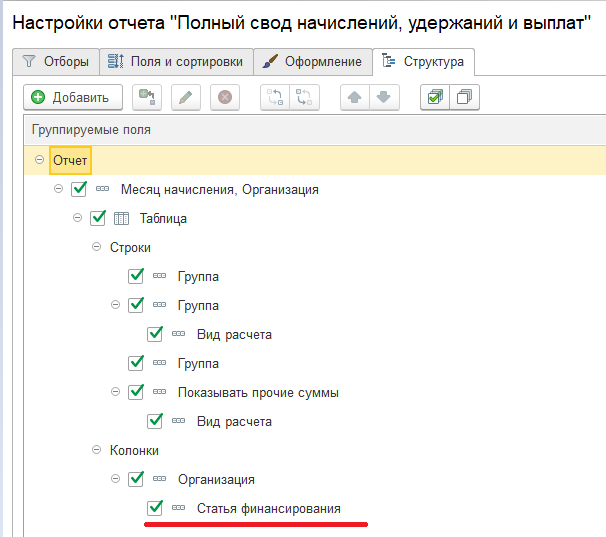 Настройки отчета "Полный свод начислений, удержаний и выплат"
Отборы Поля и сортировки Оформление Структура
Добавить
Группируемые поля
Отчет
Месяц начисления, Организация
Таблица
Строки
Группа
Группа
Вид расчета
Группа
Показывать прочие суммы
Вид расчета
Колонки
Организация
Статья финансирования